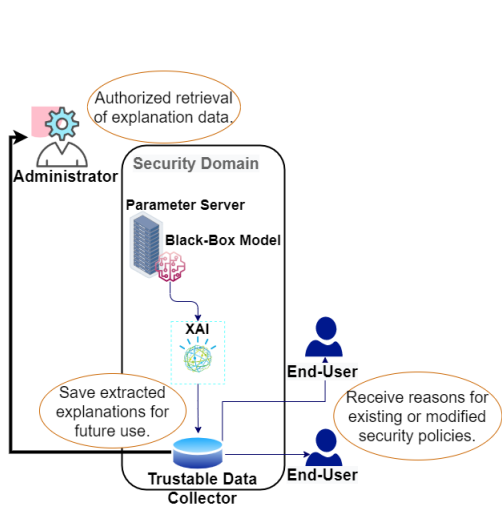 Authorized retrieval
of explanation data.
Administrator
Security Domain
Parameter Server
Black-Box Model
XAI
End-User
Save extracted
explanations for
future use.
Receive reasons for
existing or modified
security policies.
Trustable Data
Collector
End-User